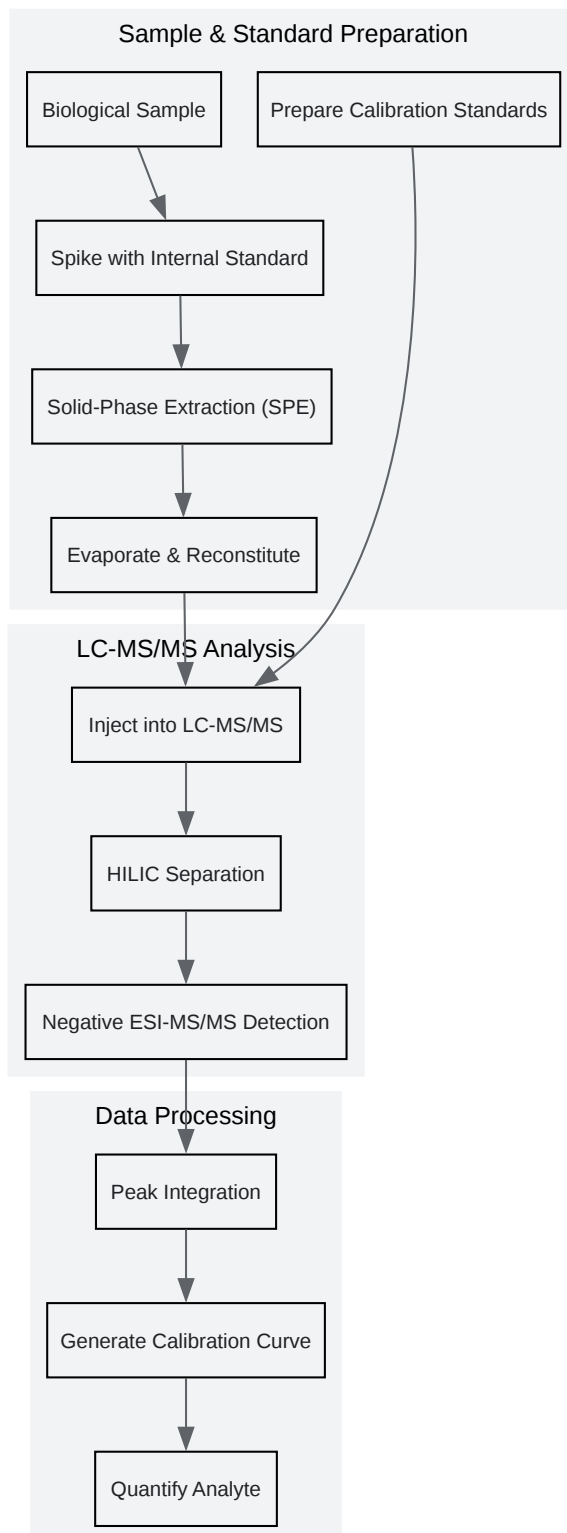 Sample & Standard Preparation
Biological Sample
Prepare Calibration Standards
Spike with Internal Standard
Solid-Phase Extraction (SPE)
Evaporate & Reconstitute
LC-MS/MS Analysis
Inject into LC-MS/MS
HILIC Separation
Negative ESI-MS/MS Detection
Data Processing
Peak Integration
Generate Calibration Curve
Quantify Analyte